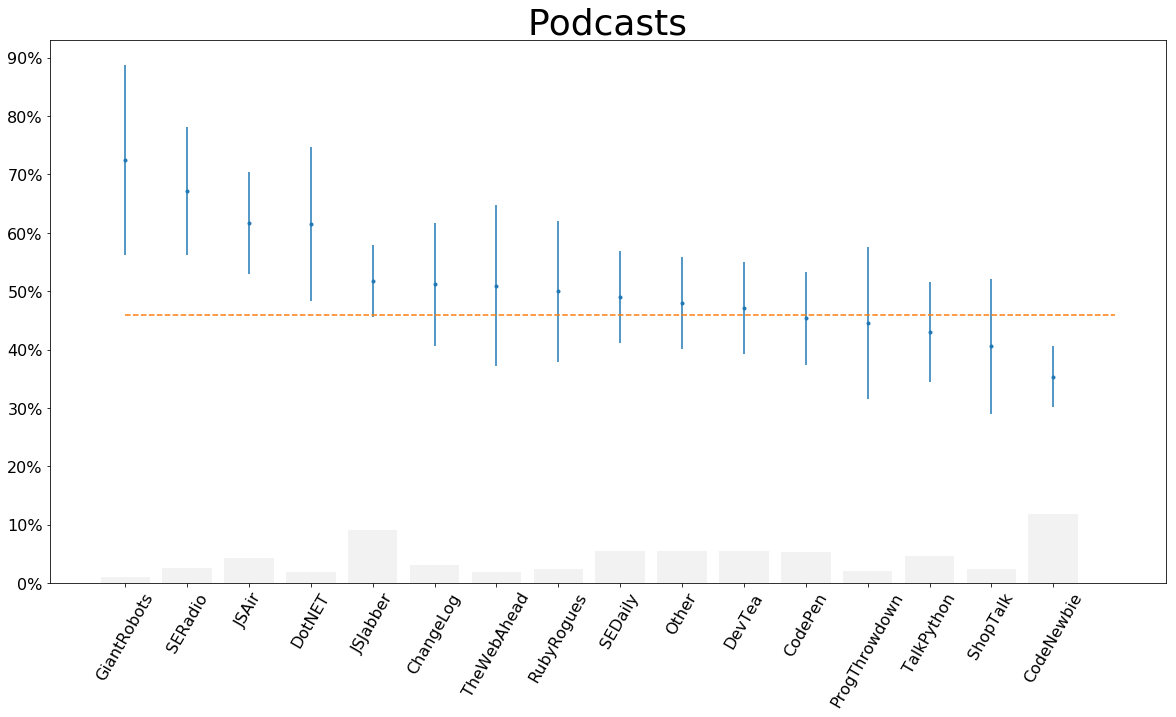 Podcasts
90%
80%
70%
60%
50%
40%
30%
20%
10%
0%
GiantRobots
SERadio
JSAir
DotNET
JSJabber
ChangeLog
TheWebAhead
RubyRogues
SEDaily
Other
DevTea
CodePen
ProgThrowdown
TalkPython
ShopTalk
CodeNewbie